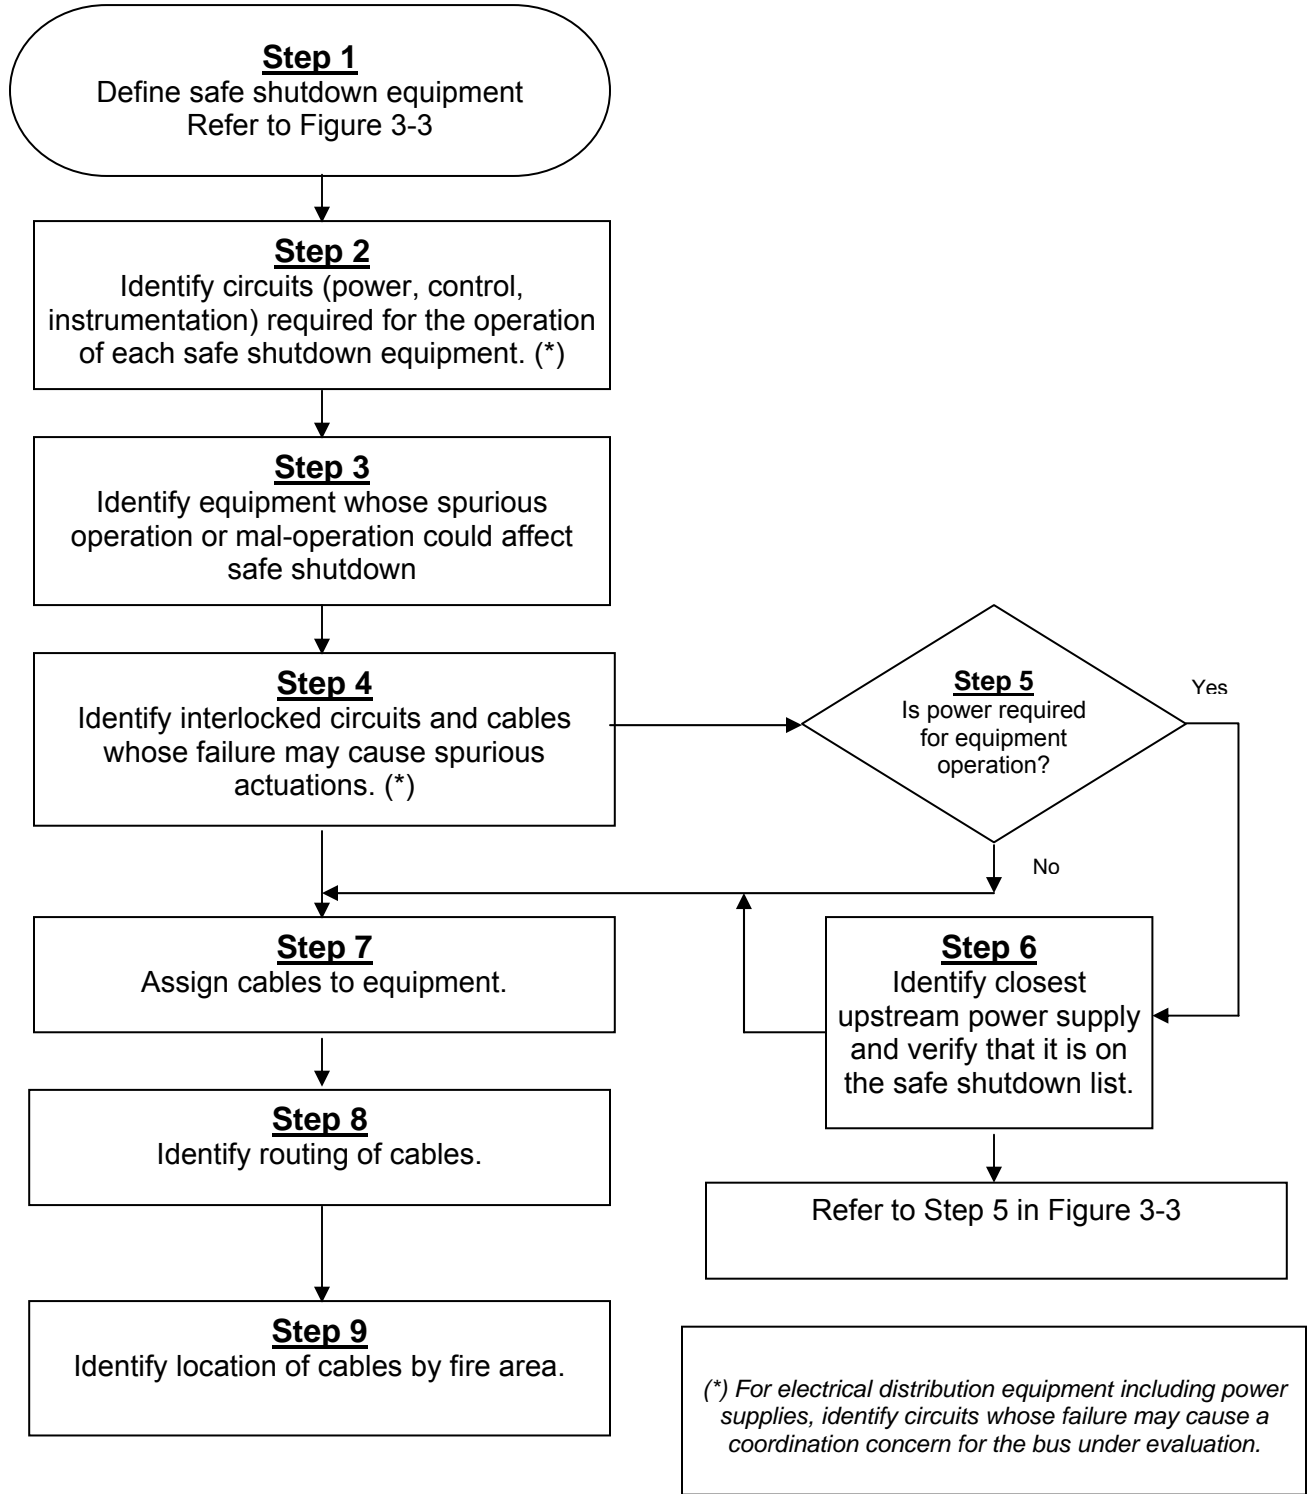 Step 1
Define safe shutdown equipment
Refer to Figure 3-3
Step 2
Identify circuits (power, control,
instrumentation) required for the operation
of each safe shutdown equipment. (*)
Step 3
Identify equipment whose spurious
operation or mal-operation could affect
safe shutdown
Step 4
Identify interlocked circuits and cables
whose failure may cause spurious
actuations. (*)
Step 5
Is power required
for equipment
operation?
Yes
No
Step 6
Identify closest
upstream power supply
and verify that it is on
the safe shutdown list.
Refer to Step 5 in Figure 3-3
Step 7
Assign cables to equipment.
Step 8
Identify routing of cables.
Step 9
Identify location of cables by fire area.
(*) For electrical distribution equipment including power
supplies, identify circuits whose failure may cause a
coordination concern for the bus under evaluation.